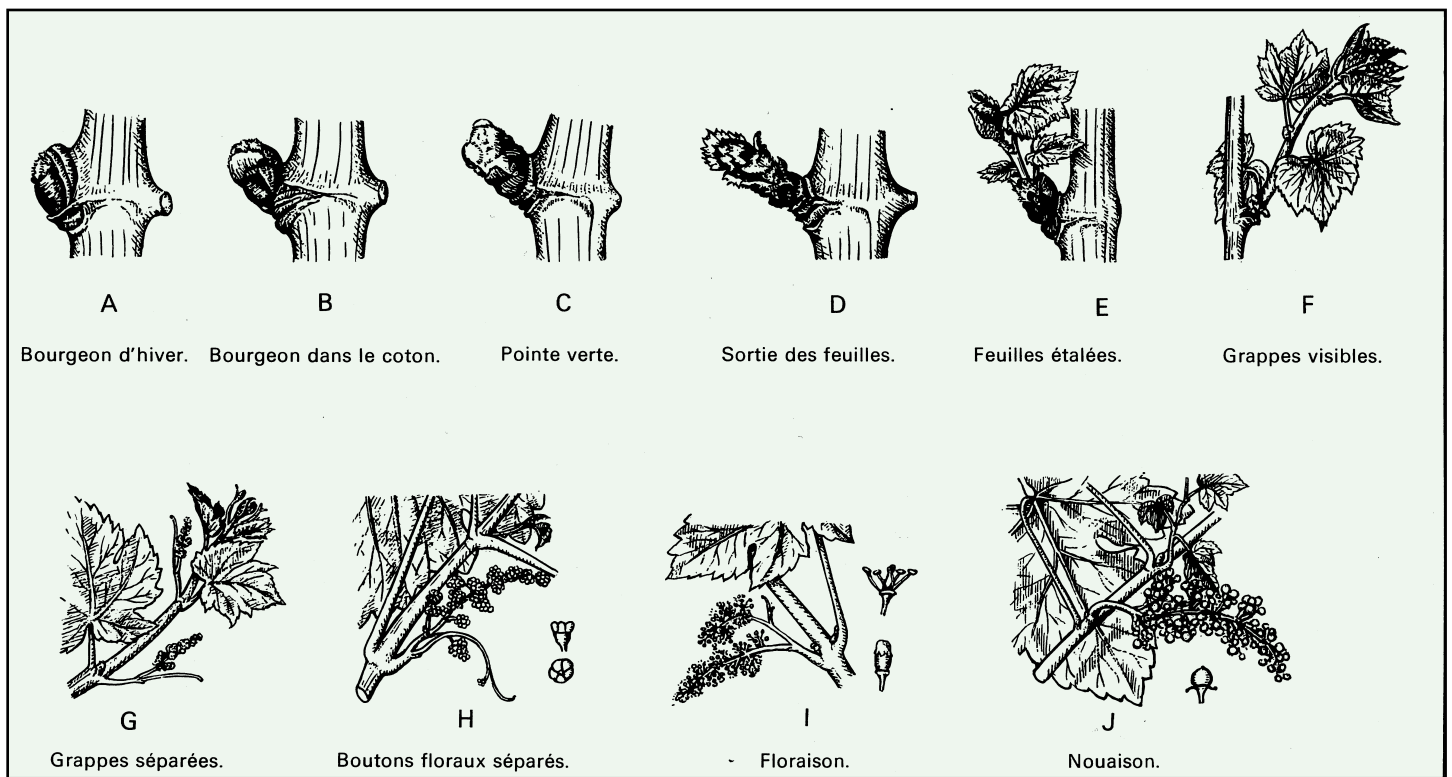 A B C D E F
Bourgeon d'hiver. Bourgeon dans le coton. Pointe verte. Sortie des feuilles. Feuilles étalées. Grappes visibles.
G H I J
Grappes séparées. Boutons floraux séparés. Floraison. Nouaison.